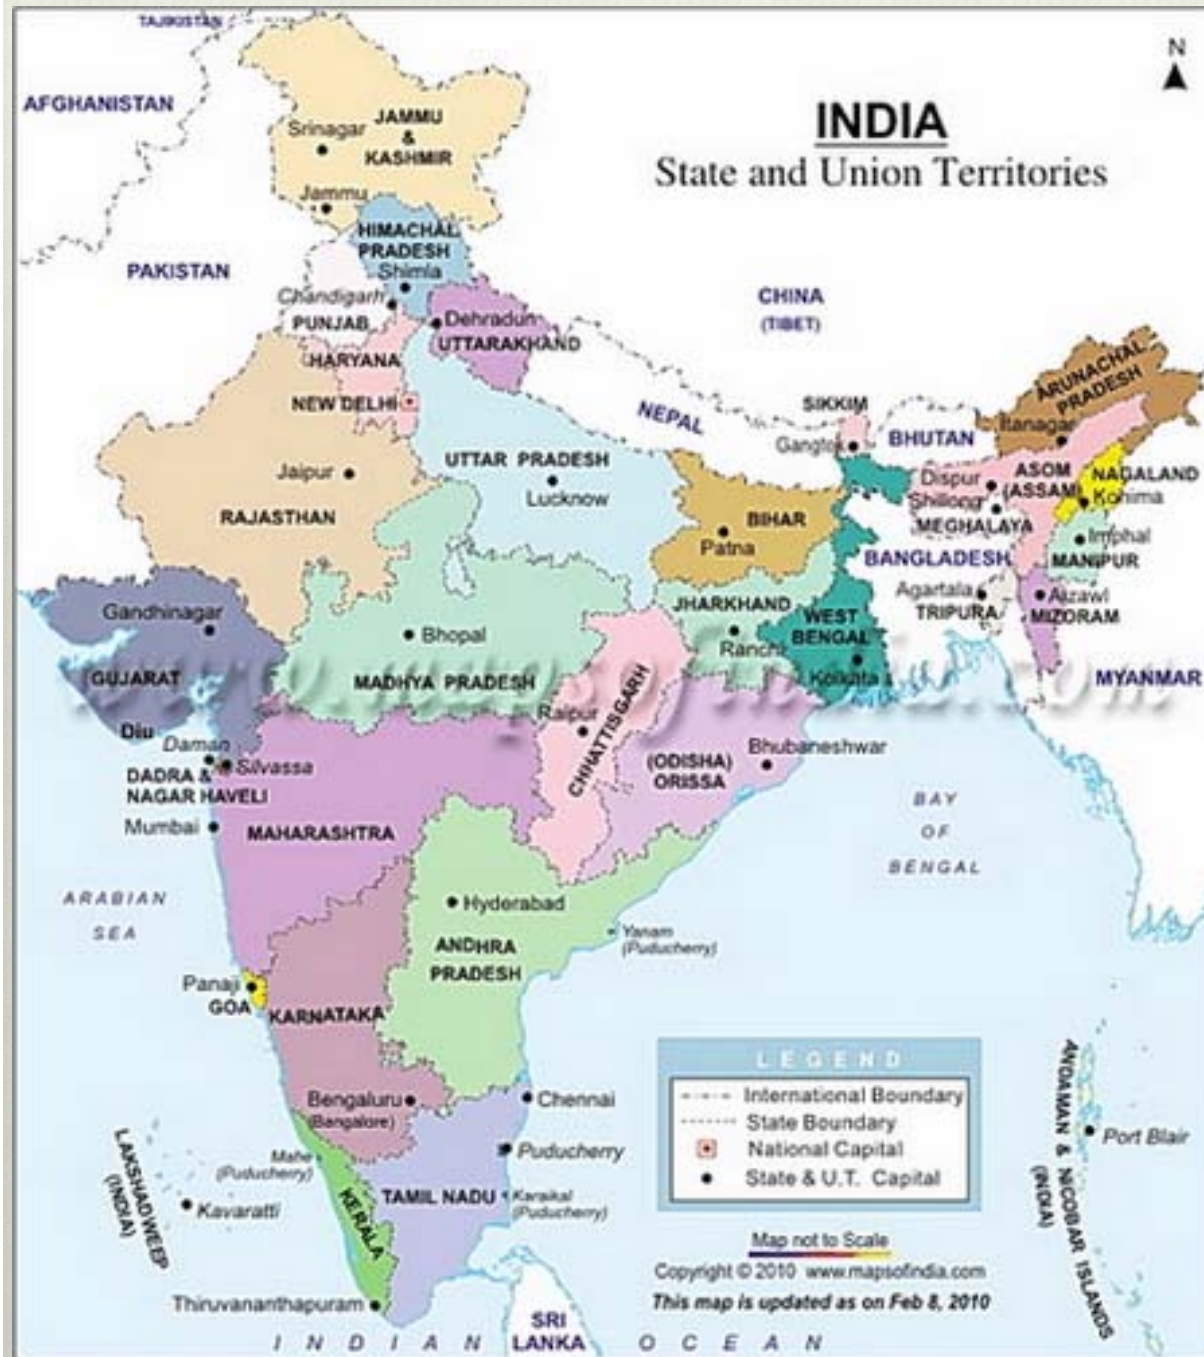 TAJIKISTAN
AFGHANISTAN
N
INDIA
State and Union Territories
JAMMU
&
KASHMIR
Srinagar
Jammu
HIMACHAL
PRADESH
Shimla
PAKISTAN
Chandigarh
PUNJAB
CHINA
(TIBET)
Dehradun
UTTARAKHAND
HARYANA
NEW DELHI
ARUNACHAL
PRADESH
Itanagar
NEPAL
SIKKIM
Gangtok
BHUTAN
Jaipur
RAJASTHAN
UTTAR PRADESH
Lucknow
Dispur
Shillong
MEGHALAYA
ASOM
(ASSAM)
NAGALAND
Kohima
BIHAR
Patna
BANGLADESH
Imphal
MANIPUR
Gandhinagar
GUJARAT
Bhopal
MADHYA PRADESH
JHARKHAND
Ranchi
WEST
BENGAL
Kolkata
Agartala
TRIPURA
Aizawl
MIZORAM
MYANMAR
www.mapsofindia.com
Diu
Daman
Silvassa
DADRA &
NAGAR HAVELI
Mumbai
MAHARASHTRA
Raipur
CHHATTISGARH
(ODISHA)
ORISSA
Bhubaneshwar
BAY
OF
BENGAL
ARABIAN
SEA
Hyderabad
ANDHRA
PRADESH
Yanam
(Puducherry)
Panaji
GOA
KARNATAKA
Bengaluru
(Bangalore)
Chennai
LEGEND
International Boundary
State Boundary
National Capital
State & U.T. Capital
ANDAMAN & NICOBAR ISLANDS
(INDIA)
Port Blair
LAKSHADWEEP
(INDIA)
Kavaratti
Mahe
(Puducherry)
KERALA
TAMIL NADU
Puducherry
Karaikal
(Puducherry)
Thiruvananthapuram
Map not to Scale
Copyright © 2010 www.mapsofindia.com
This map is updated as on Feb 8, 2010
SRI
LANKA
INDIAN OCEAN